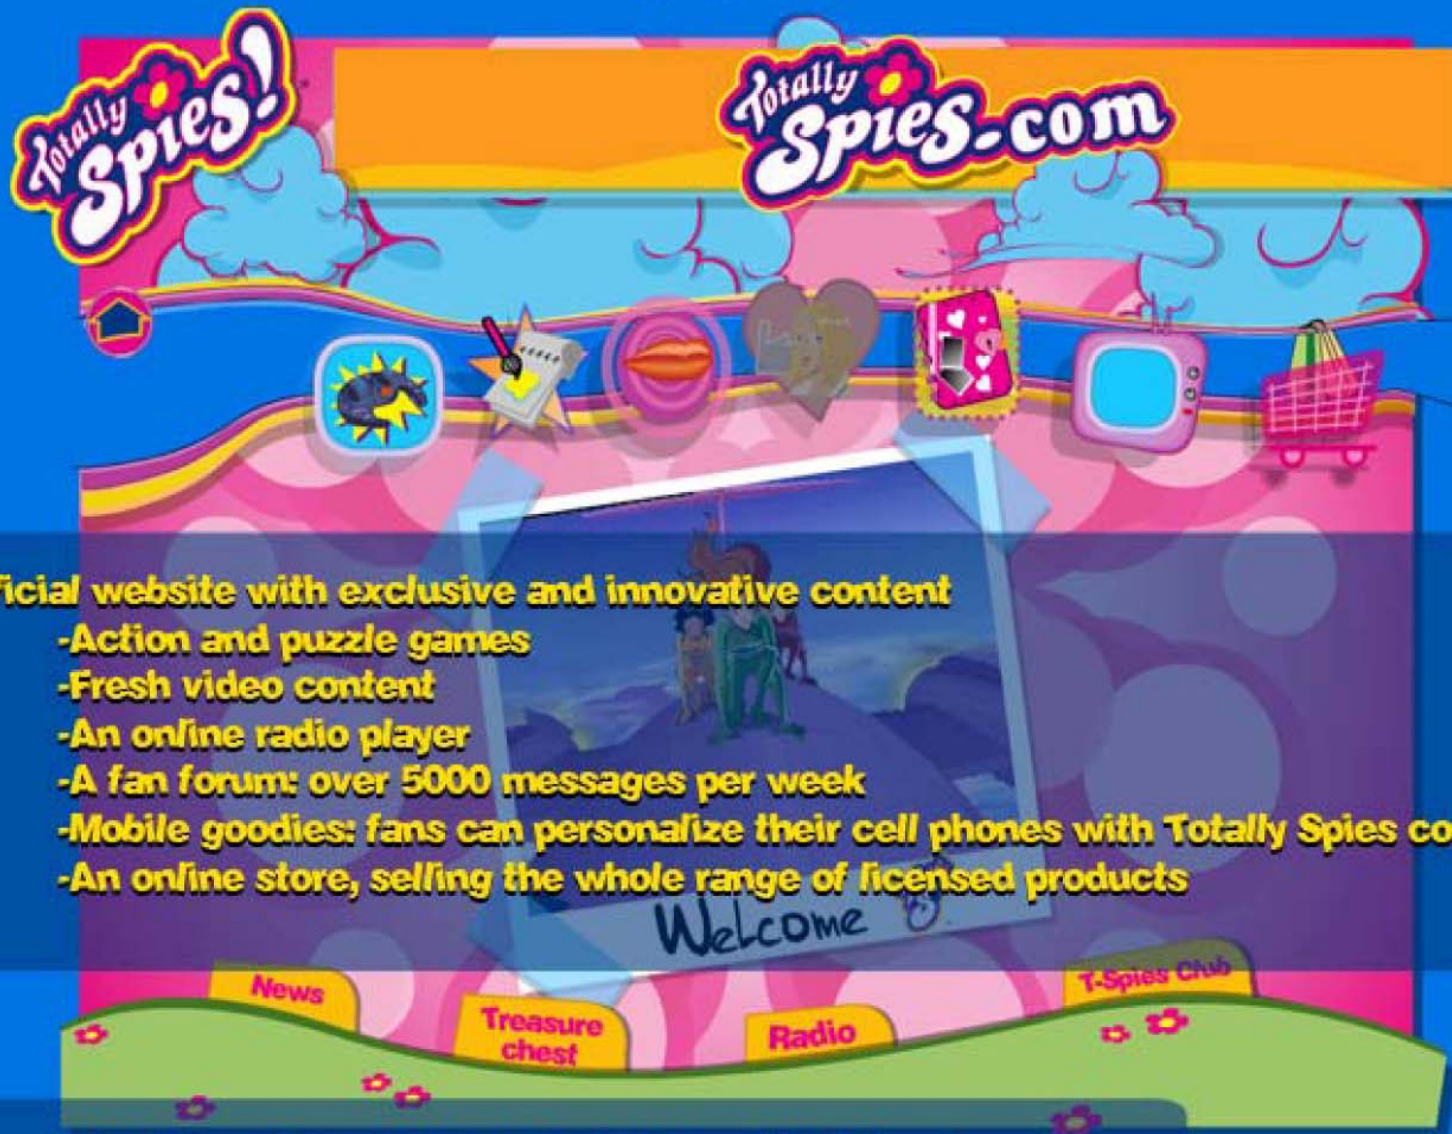 Totally
Spies!
Totally
Spies.com
ficial website with exclusive and innovative content
-Action and puzzle games
-Fresh video content
-An online radio player
-A fan forum: over 5000 messages per week
-Mobile goodies: fans can personalize their cell phones with Totally Spies co
-An online store, selling the whole range of licensed products
Welcome
News
Treasure
chest
Radio
T-Spies Club